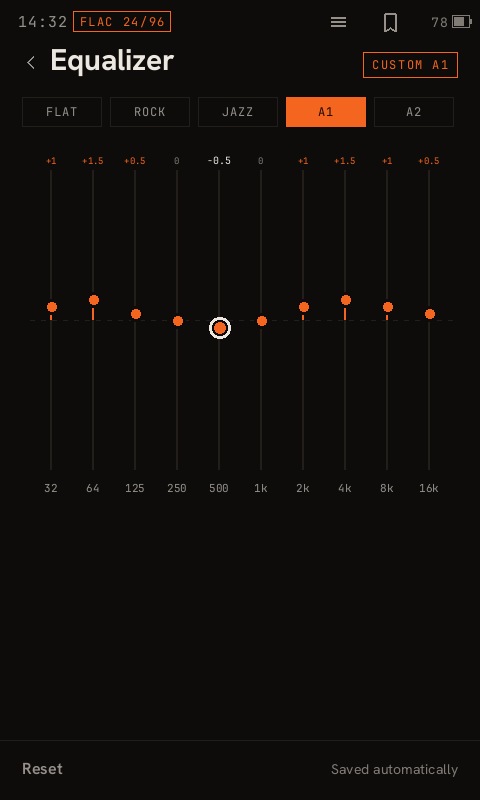 14:32 FLAC 24/96 78
Equalizer CUSTOM A1
FLAT ROCK JAZZ A1 A2
+1 +1.5 +0.5 0 -0.5 0 +1 +1.5 +1 +0.5
32 64 125 250 500 1k 2k 4k 8k 16k
Reset Saved automatically